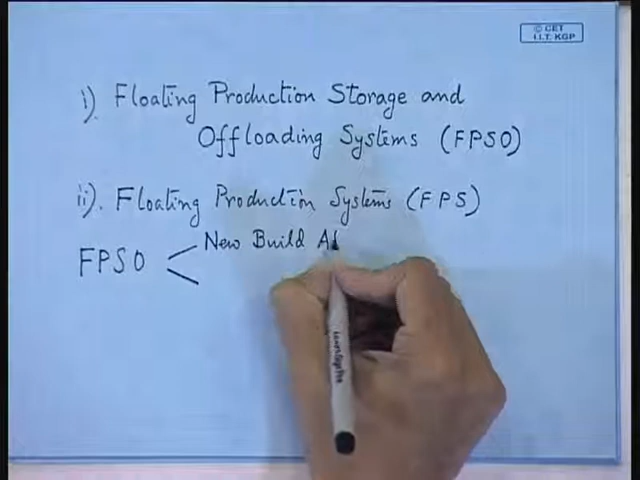 © CET
I.I.T. KGP
i) Floating Production Storage and
Offloading Systems (FPSO)
ii). Floating Production Systems (FPS)
FPSO
New Build